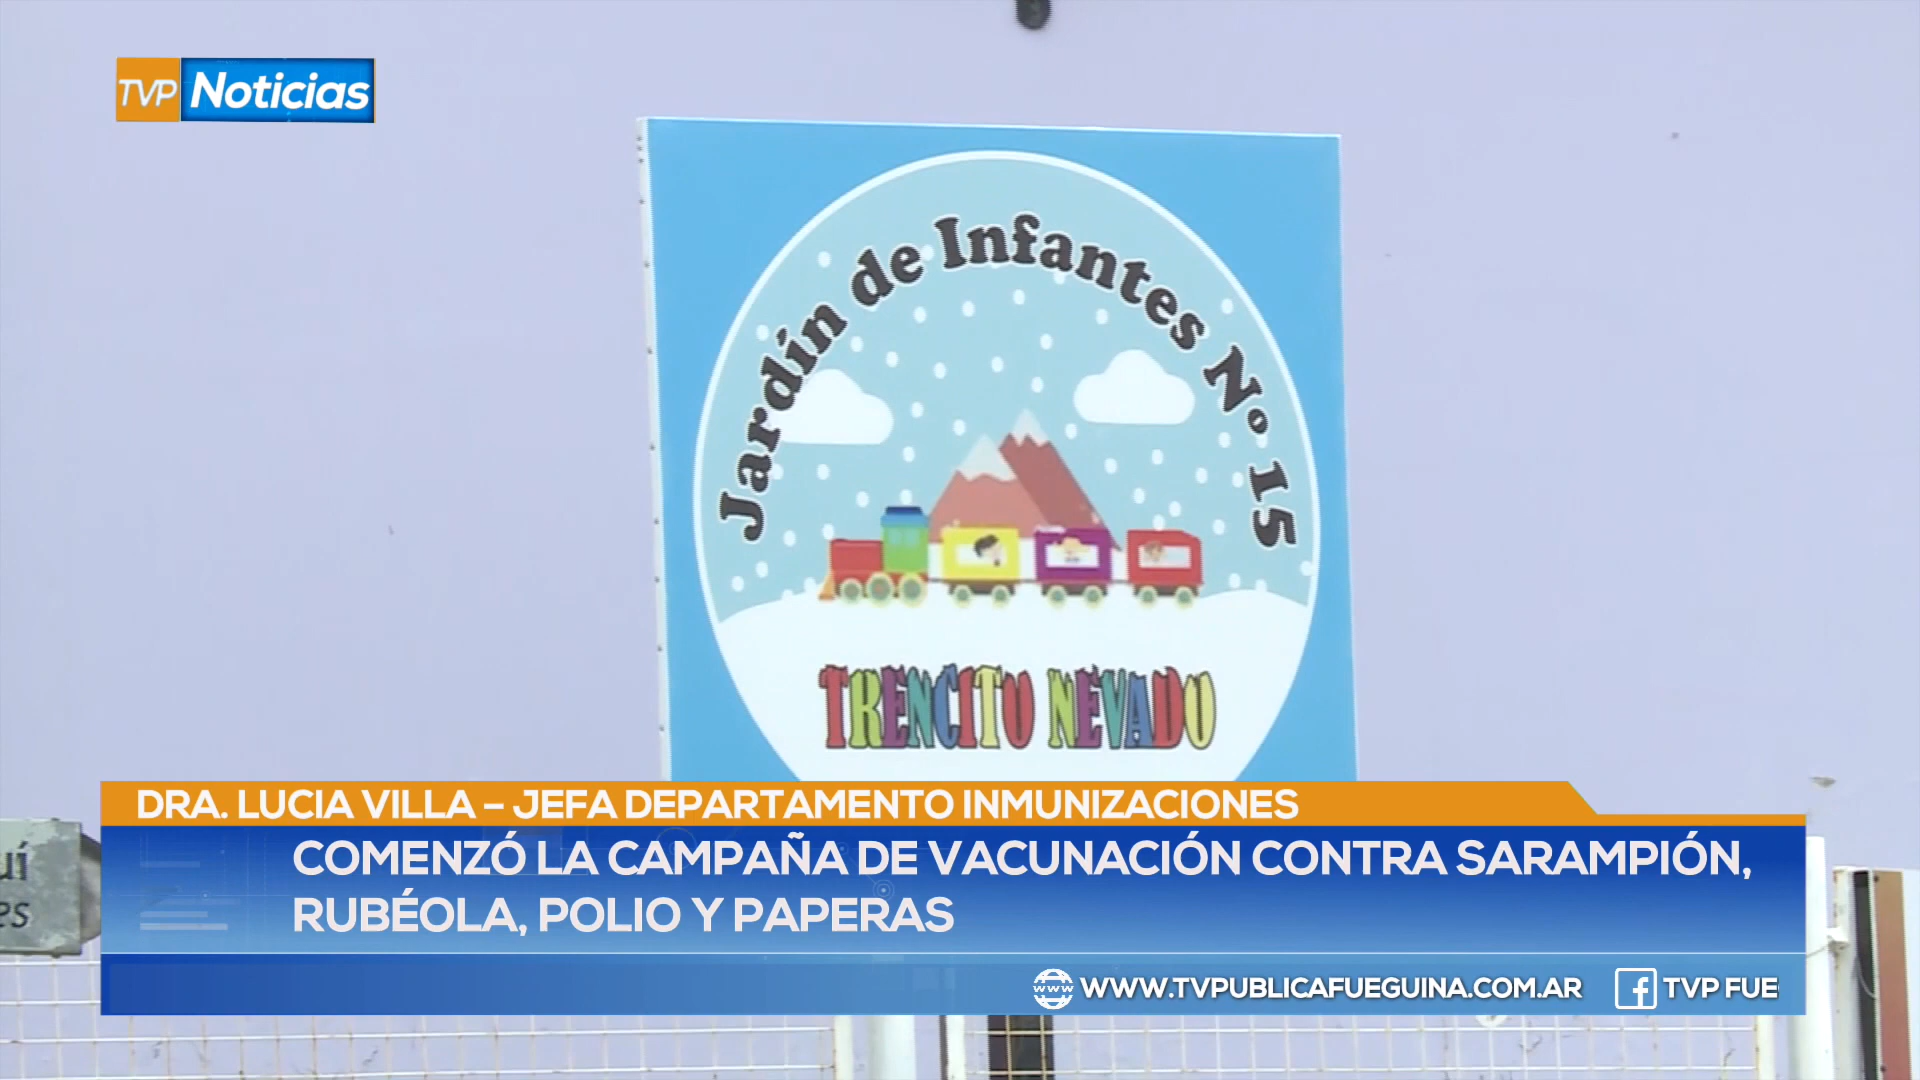 TVP Noticias
Jardín de Infantes Nº 15
TRENCITO NEVADO
DRA. LUCIA VILLA – JEFA DEPARTAMENTO INMUNIZACIONES
COMENZÓ LA CAMPAÑA DE VACUNACIÓN CONTRA SARAMPIÓN,
RUBÉOLA, POLIO Y PAPERAS
WWW.TVPUBLICAFUEGUINA.COM.AR
TVP FUE